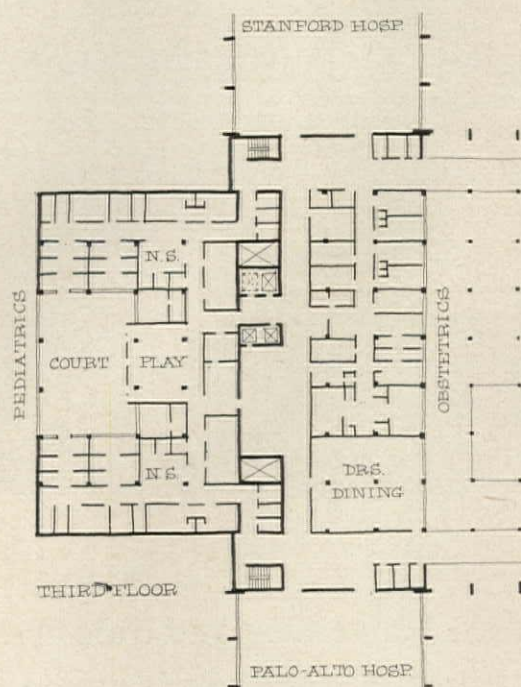 STANFORD HOSP.
N.S.
PEDIATRICS
COURT
PLAY
OBSTETRICS
N.S.
DRS.
DINING
THIRD FLOOR
PALO-ALTO HOSP.